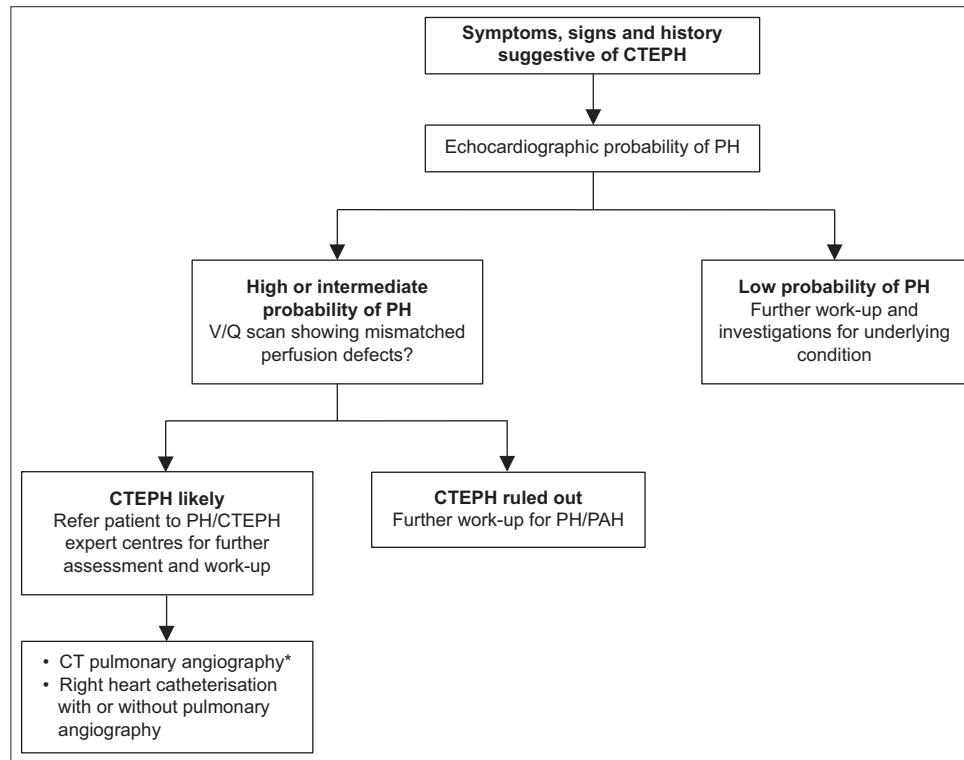 Symptoms, signs and history
suggestive of CTEPH
Echocardiographic probability of PH
High or intermediate
probability of PH
V/Q scan showing mismatched
perfusion defects?
Low probability of PH
Further work-up and
investigations for underlying
condition
CTEPH likely
Refer patient to PH/CTEPH
expert centres for further
assessment and work-up
CTEPH ruled out
Further work-up for PH/PAH
• CT pulmonary angiography*
• Right heart catheterisation
with or without pulmonary
angiography